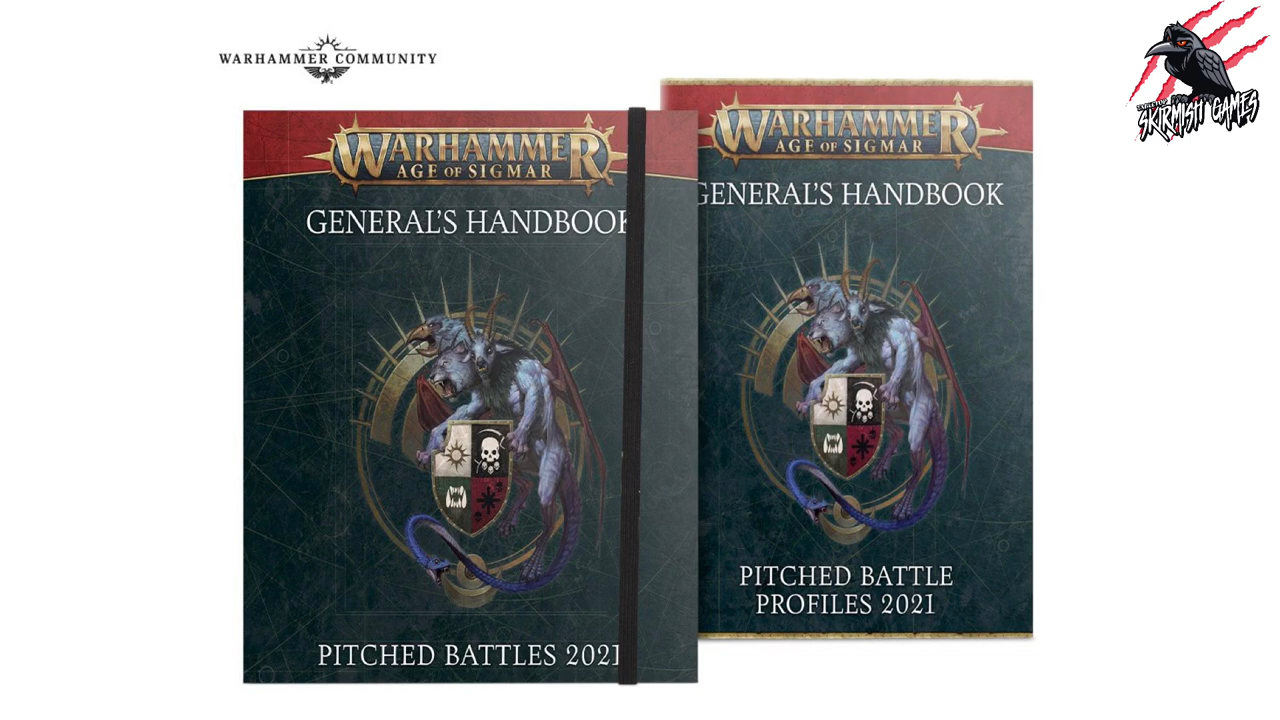 WARHAMMER COMMUNITY
TABLETOP
SKIRMISH GAMES
WARHAMMER
AGE OF SIGMAR
GENERAL'S HANDBOOK
PITCHED BATTLES 2021
WARHAMMER
AGE OF SIGMAR
GENERAL'S HANDBOOK
PITCHED BATTLE
PROFILES 2021